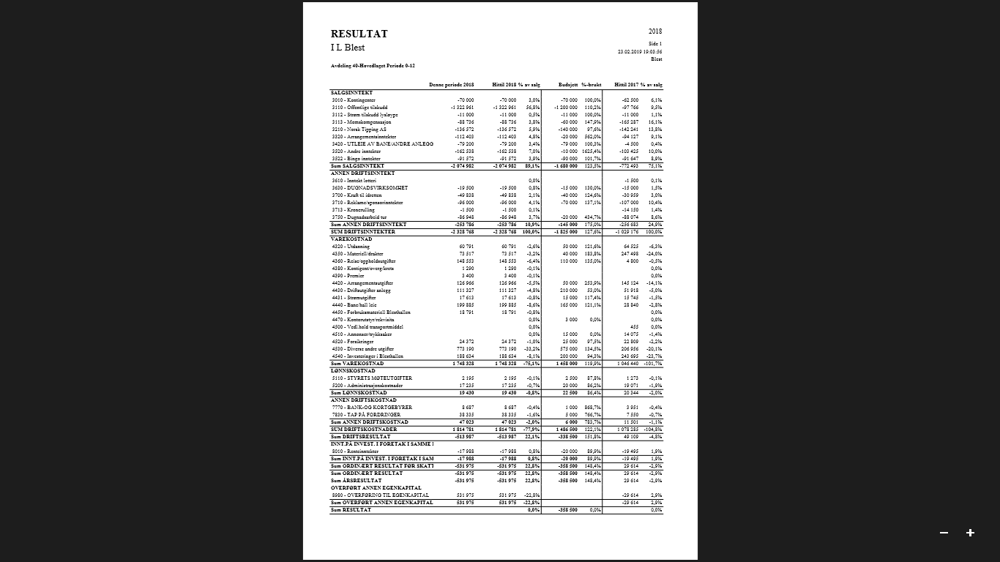 RESULTAT 2018
I L Blest Side 1
23.02.2019 19:03:56
Blest
Avdeling 40-Hovedlaget Periode 0-12
Denne periode 2018 Hittil 2018 % av salg Budsjett %-brukt Hittil 2017 % av salg
SALGSINNTEKT
3010 - Kontingenter -70 000 -70 000 3,0% -70 000 100,0% -62 500 6,1%
3110 - Offentlige tilskudd -1 322 961 -1 322 961 56,8% -1 200 000 110,2% -97 766 9,5%
3112 - Strøm tilskudd lysløype -11 000 -11 000 0,5% -11 000 100,0% -11 000 1,1%
3113 - Momskompensasjon -88 736 -88 736 3,8% -60 000 147,9% -165 287 16,1%
3210 - Norsk Tipping AS -136 572 -136 572 5,9% -140 000 97,6% -142 241 13,8%
3320 - Arrangementsinntekter -112 403 -112 403 4,8% -20 000 562,0% -94 127 9,1%
3420 - UTLEIE AV BANE/ANDRE ANLEGG -79 200 -79 200 3,4% -79 000 100,3% -4 500 0,4%
3520 - Andre inntekter -162 538 -162 538 7,0% -10 000 1625,4% -103 425 10,0%
3522 - Bingo inntekter -91 572 -91 572 3,9% -90 000 101,7% -91 647 8,9%
Sum SALGSINNTEKT -2 074 982 -2 074 982 89,1% -1 680 000 123,5% -772 493 75,1%
ANNEN DRIFTSINNTEKT
3610 - Inntekt lotteri 0,0% -1 500 0,1%
3630 - DUGNADSVIRKSOMHET -19 500 -19 500 0,8% -15 000 130,0% -15 000 1,5%
3700 - Kraft til idretten -49 838 -49 838 2,1% -40 000 124,6% -30 959 3,0%
3710 - Reklame/sponsorinntekter -96 000 -96 000 4,1% -70 000 137,1% -107 000 10,4%
3713 - Kronerulling -1 500 -1 500 0,1% -14 150 1,4%
3750 - Dugnadsarbeid tur -86 948 -86 948 3,7% -20 000 434,7% -88 074 8,6%
Sum ANNEN DRIFTSINNTEKT -253 786 -253 786 10,9% -145 000 175,0% -256 683 24,9%
SUM DRIFTSINNTEKTER -2 328 768 -2 328 768 100,0% -1 825 000 127,6% -1 029 176 100,0%
VAREKOSTNAD
4320 - Utdanning 60 791 60 791 -2,6% 50 000 121,6% 64 525 -6,3%
4350 - Materiell/drakter 73 517 73 517 -3,2% 40 000 183,8% 247 498 -24,0%
4360 - Reise/oppholdsutgifter 148 553 148 553 -6,4% 110 000 135,0% 4 800 -0,5%
4380 - Kontigent/overg/krets 1 290 1 290 -0,1% 0,0%
4390 - Premier 3 400 3 400 -0,1% 0,0%
4420 - Arrangementsutgifter 126 966 126 966 -5,5% 50 000 253,9% 145 124 -14,1%
4430 - Driftsutgifter anlegg 111 327 111 327 -4,8% 210 000 53,0% 51 918 -5,0%
4431 - Strømutgifter 17 613 17 613 -0,8% 15 000 117,4% 15 745 -1,5%
4440 - Bane/hall leie 199 885 199 885 -8,6% 165 000 121,1% 28 840 -2,8%
4450 - Forbruksmateriell Blesthallen 18 791 18 791 -0,8% 0,0%
4470 - Kontorutstyr/rekvisita 0,0% 3 000 0,0% 0,0%
4500 - Vedl.hold transportmiddel 0,0% 455 0,0%
4510 - Annonser/trykksaker 0,0% 15 000 0,0% 14 075 -1,4%
4520 - Forsikringer 24 372 24 372 -1,0% 25 000 97,5% 22 809 -2,2%
4530 - Diverse andre utgifter 773 190 773 190 -33,2% 575 000 134,5% 206 956 -20,1%
4540 - Investeringer i Blesthallen 188 634 188 634 -8,1% 200 000 94,3% 243 695 -23,7%
Sum VAREKOSTNAD 1 748 328 1 748 328 -75,1% 1 458 000 119,9% 1 046 440 -101,7%
LØNNSKOSTNAD
5110 - STYRETS MØTEUTGIFTER 2 195 2 195 -0,1% 2 500 87,8% 1 273 -0,1%
5200 - Administrasjonskostnader 17 235 17 235 -0,7% 20 000 86,2% 19 071 -1,9%
Sum LØNNSKOSTNAD 19 430 19 430 -0,8% 22 500 86,4% 20 344 -2,0%
ANNEN DRIFTSKOSTNAD
7770 - BANK-OG KORTGEBYRER 8 687 8 687 -0,4% 1 000 868,7% 3 951 -0,4%
7830 - TAP PÅ FORDRINGER 38 335 38 335 -1,6% 5 000 766,7% 7 550 -0,7%
Sum ANNEN DRIFTSKOSTNAD 47 023 47 023 -2,0% 6 000 783,7% 11 501 -1,1%
SUM DRIFTSKOSTNADER 1 814 781 1 814 781 -77,9% 1 486 500 122,1% 1 078 285 -104,8%
Sum DRIFTSRESULTAT -513 987 -513 987 22,1% -338 500 151,8% 49 109 -4,8%
INNT.PÅ INVEST. I FORETAK I SAMME I
8010 - Renteinntekter -17 988 -17 988 0,8% -20 000 89,9% -19 495 1,9%
Sum INNT.PÅ INVEST. I FORETAK I SAM -17 988 -17 988 0,8% -20 000 89,9% -19 495 1,9%
Sum ORDINÆRT RESULTAT FØR SKATT -531 975 -531 975 22,8% -358 500 148,4% 29 614 -2,9%
Sum ORDINÆRT RESULTAT -531 975 -531 975 22,8% -358 500 148,4% 29 614 -2,9%
Sum ÅRSRESULTAT -531 975 -531 975 22,8% -358 500 148,4% 29 614 -2,9%
OVERFØRT ANNEN EGENKAPITAL
8980 - OVERFØRING TIL EGENKAPITAL 531 975 531 975 -22,8% -29 614 2,9%
Sum OVERFØRT ANNEN EGENKAPITAL 531 975 531 975 -22,8% -29 614 2,9%
Sum RESULTAT 0,0% -358 500 0,0% 0,0%